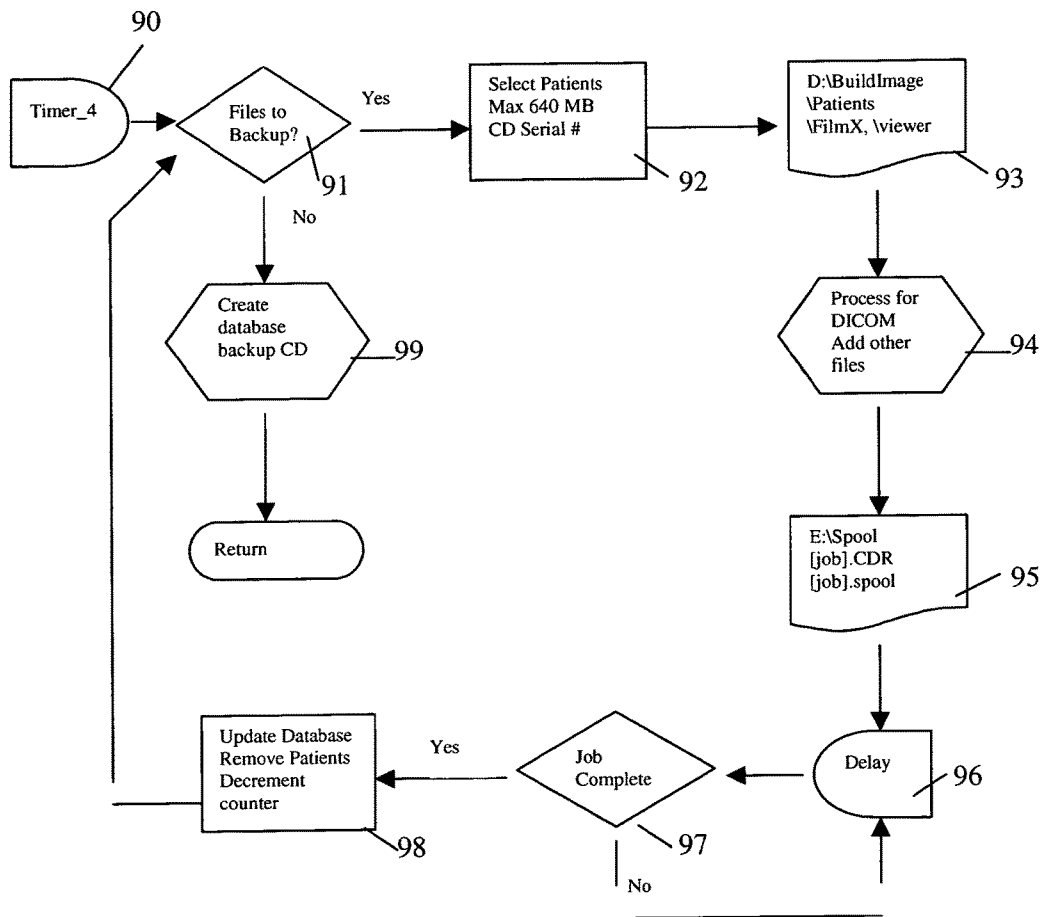 90
Timer_4
Files to
Backup?
91
Yes
No
Select Patients
Max 640 MB
CD Serial #
92
D:\BuildImage
\Patients
\FilmX, \viewer
93
Process for
DICOM
Add other
files
94
E:\Spool
[job].CDR
[job].spool
95
Delay
96
Job
Complete
97
Yes
No
Update Database
Remove Patients
Decrement
counter
98
Create
database
backup CD
99
Return